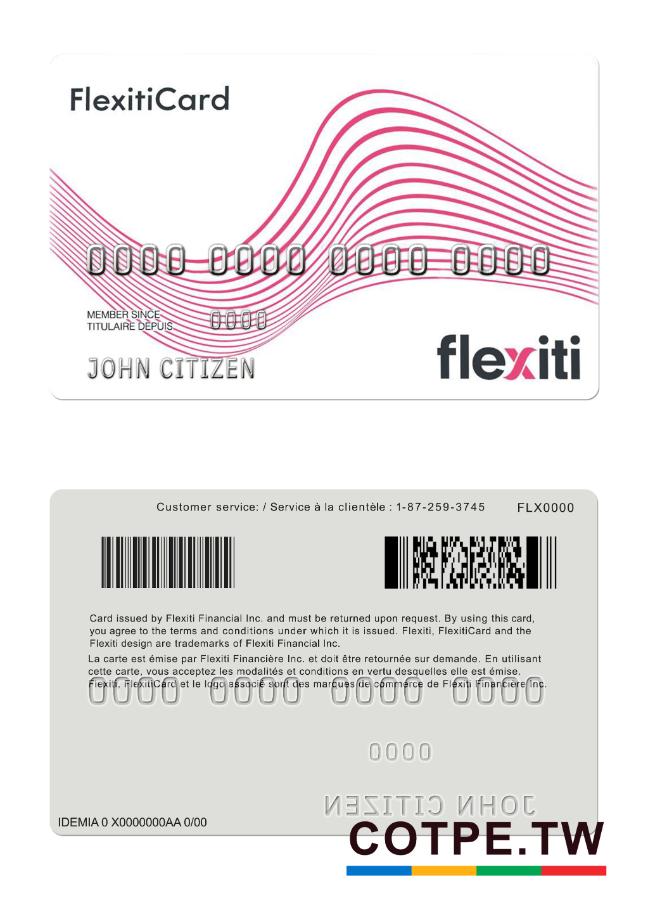 FlexitiCard
0000 0000 0000 0000
MEMBER SINCE
TITULAIRE DEPUIS 0000
JOHN CITIZEN
flexiti
Customer service: / Service à la clientèle : 1-87-259-3745 FLX0000
Card issued by Flexiti Financial Inc. and must be returned upon request. By using this card,
you agree to the terms and conditions under which it is issued. Flexiti, FlexitiCard and the
Flexiti design are trademarks of Flexiti Financial Inc.
La carte est émise par Flexiti Financière Inc. et doit être retournée sur demande. En utilisant
cette carte, vous acceptez les modalités et conditions en vertu desquelles elle est émise.
Flexiti, FlexitiCard et le logo associé sont des marques de commerce de Flexiti Financière Inc.
0000 0000 0000 0000
0000
JOHN CITIZEN
IDEMIA 0 X0000000AA 0/00
COTPE.TW